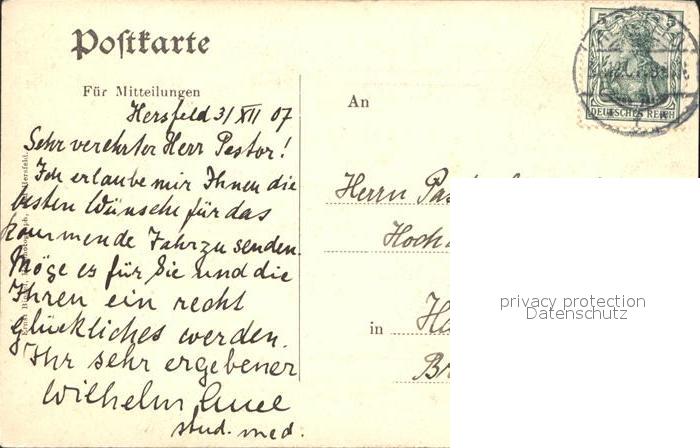 Postkarte
Für Mitteilungen
Hersfeld 31/XII 07
Sehr verehrter Herr Pastor!
Ich erlaube mir Ihnen die
besten Wünsche für das
kommende Jahr zu senden.
Möge es für Sie und die
Ihren ein recht
glückliches werden.
Ihr sehr ergebener
Wilhelm
stud. med.
An
Herrn
in
5 5
DEUTSCHES REICH
privacy protection
Datenschutz